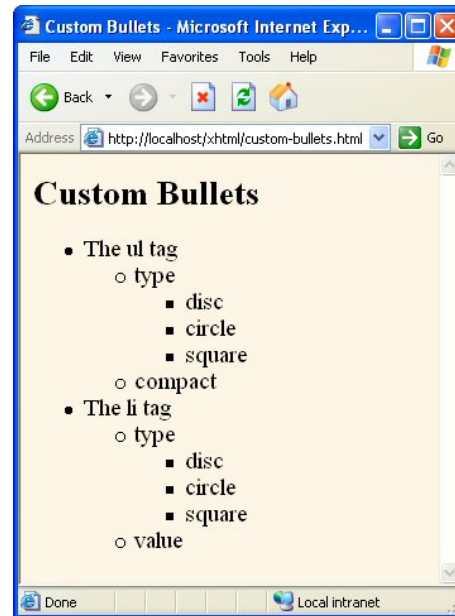 Custom Bullets - Microsoft Internet Exp...
File Edit View Favorites Tools Help
Back
Address http://localhost/xhtml/custom-bullets.html Go
Custom Bullets
The ul tag
type
disc
circle
square
compact
The li tag
type
disc
circle
square
value
Done Local intranet